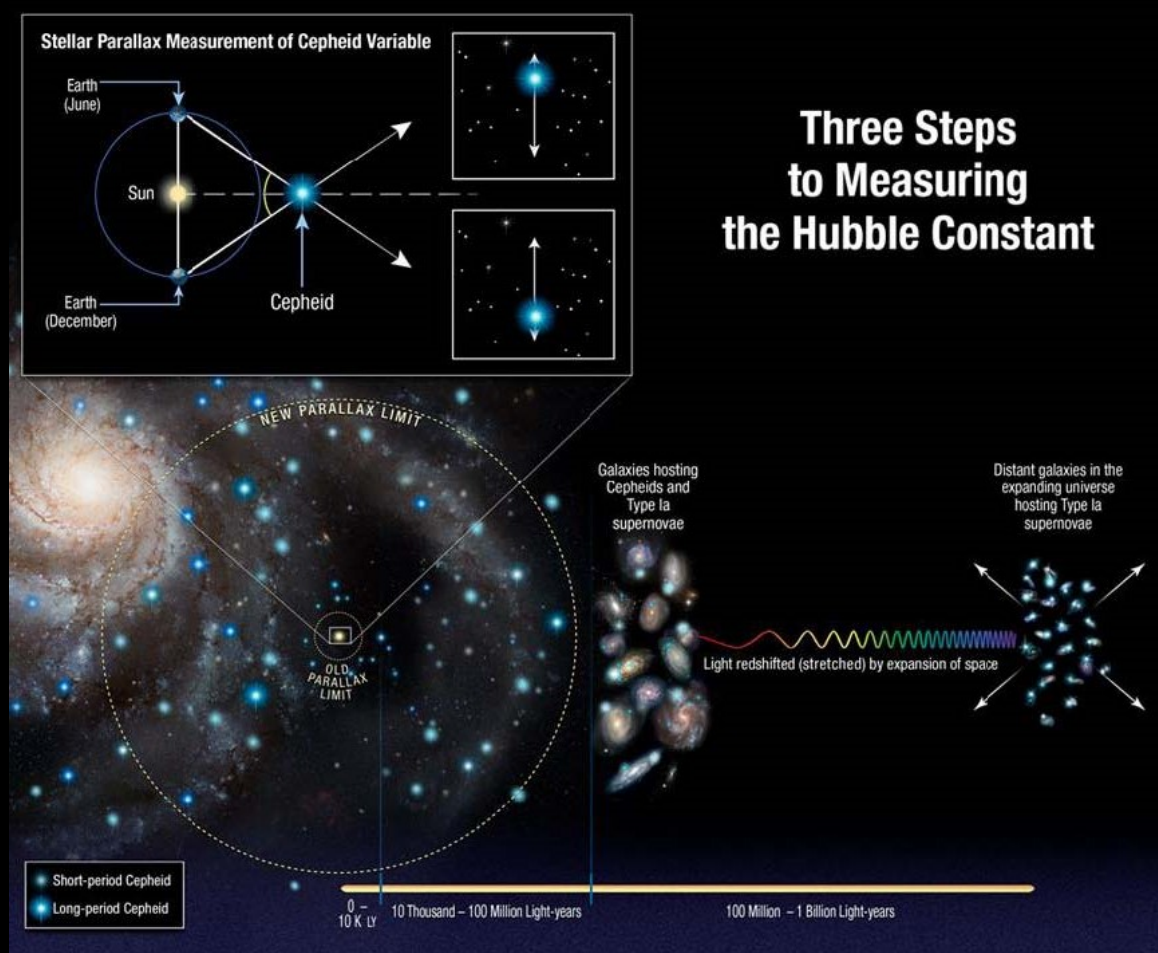 Stellar Parallax Measurement of Cepheid Variable
Earth
(June)
Sun
Earth
(December)
Cepheid
Three Steps
to Measuring
the Hubble Constant
NEW PARALLAX LIMIT
OLD
PARALLAX
LIMIT
Galaxies hosting
Cepheids and
Type Ia
supernovae
Distant galaxies in the
expanding universe
hosting Type Ia
supernovae
Light redshifted (stretched) by expansion of space
Short-period Cepheid
Long-period Cepheid
0 –
10 K LY
10 Thousand – 100 Million Light-years
100 Million – 1 Billion Light-years